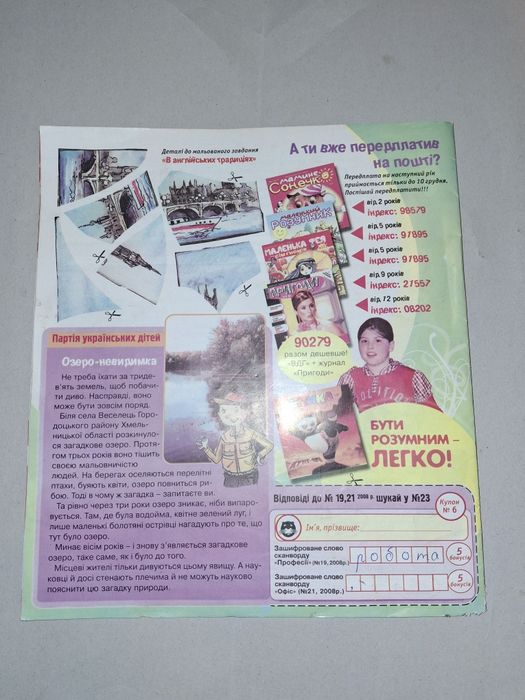 Деталі до мальованого завдання
«В англійських традиціях»
А ти вже передплатив
на пошті?
Передплата на наступний рік
приймається тільки до 10 грудня.
Поспіши передплатити!!!
мамине
Сонечко
від 2 років
індекс: 98579
Розумник
від 5 років
індекс: 97895
МАЛЕНЬКА ФЕЯ
від 5 років
індекс: 97895
ПРИГОДИ
від 9 років
індекс: 27557
від 12 років
індекс: 08202
90279
разом дешевше!
«ВДГ» + журнал
«Пригоди»
БУТИ
РОЗУМНИМ –
ЛЕГКО!
Партія українських дітей
Озеро-невидимка
Не треба їхати за триде-
в'ять земель, щоб побачи-
ти диво. Насправді, воно
може бути зовсім поряд.
Біля села Веселець Горо-
доцького району Хмель-
ницької області розкинуло-
ся загадкове озеро. Протя-
гом трьох років воно тішить
своєю мальовничістю
людей. На берегах оселяються перелітні
птахи, буяють квіти, озеро повниться ри-
бою. Тоді в чому ж загадка – запитаєте ви.
Та рівно через три роки озеро зникає, ніби випаро-
вується. Там, де була водойма, квітне зелений луг, і
лише маленькі болотяні острівці нагадують про те, що
тут було озеро.
Минає вісім років – і знову з'являється загадкове
озеро, таке саме, як і було до того.
Місцеві жителі тільки дивуються цьому явищу. А нау-
ковці й досі стенають плечима й не можуть науково
пояснити цю загадку природи.
Відповіді до № 19,21 2008 р. шукай у №23
Купон
№ 6
Ім'я, прізвище:
Зашифроване слово
сканворду
«Професії» (№19, 2008р.)
робота
5
бонусів
Зашифроване слово
сканворду
«Офіс» (№21, 2008р.)
5
бонусів